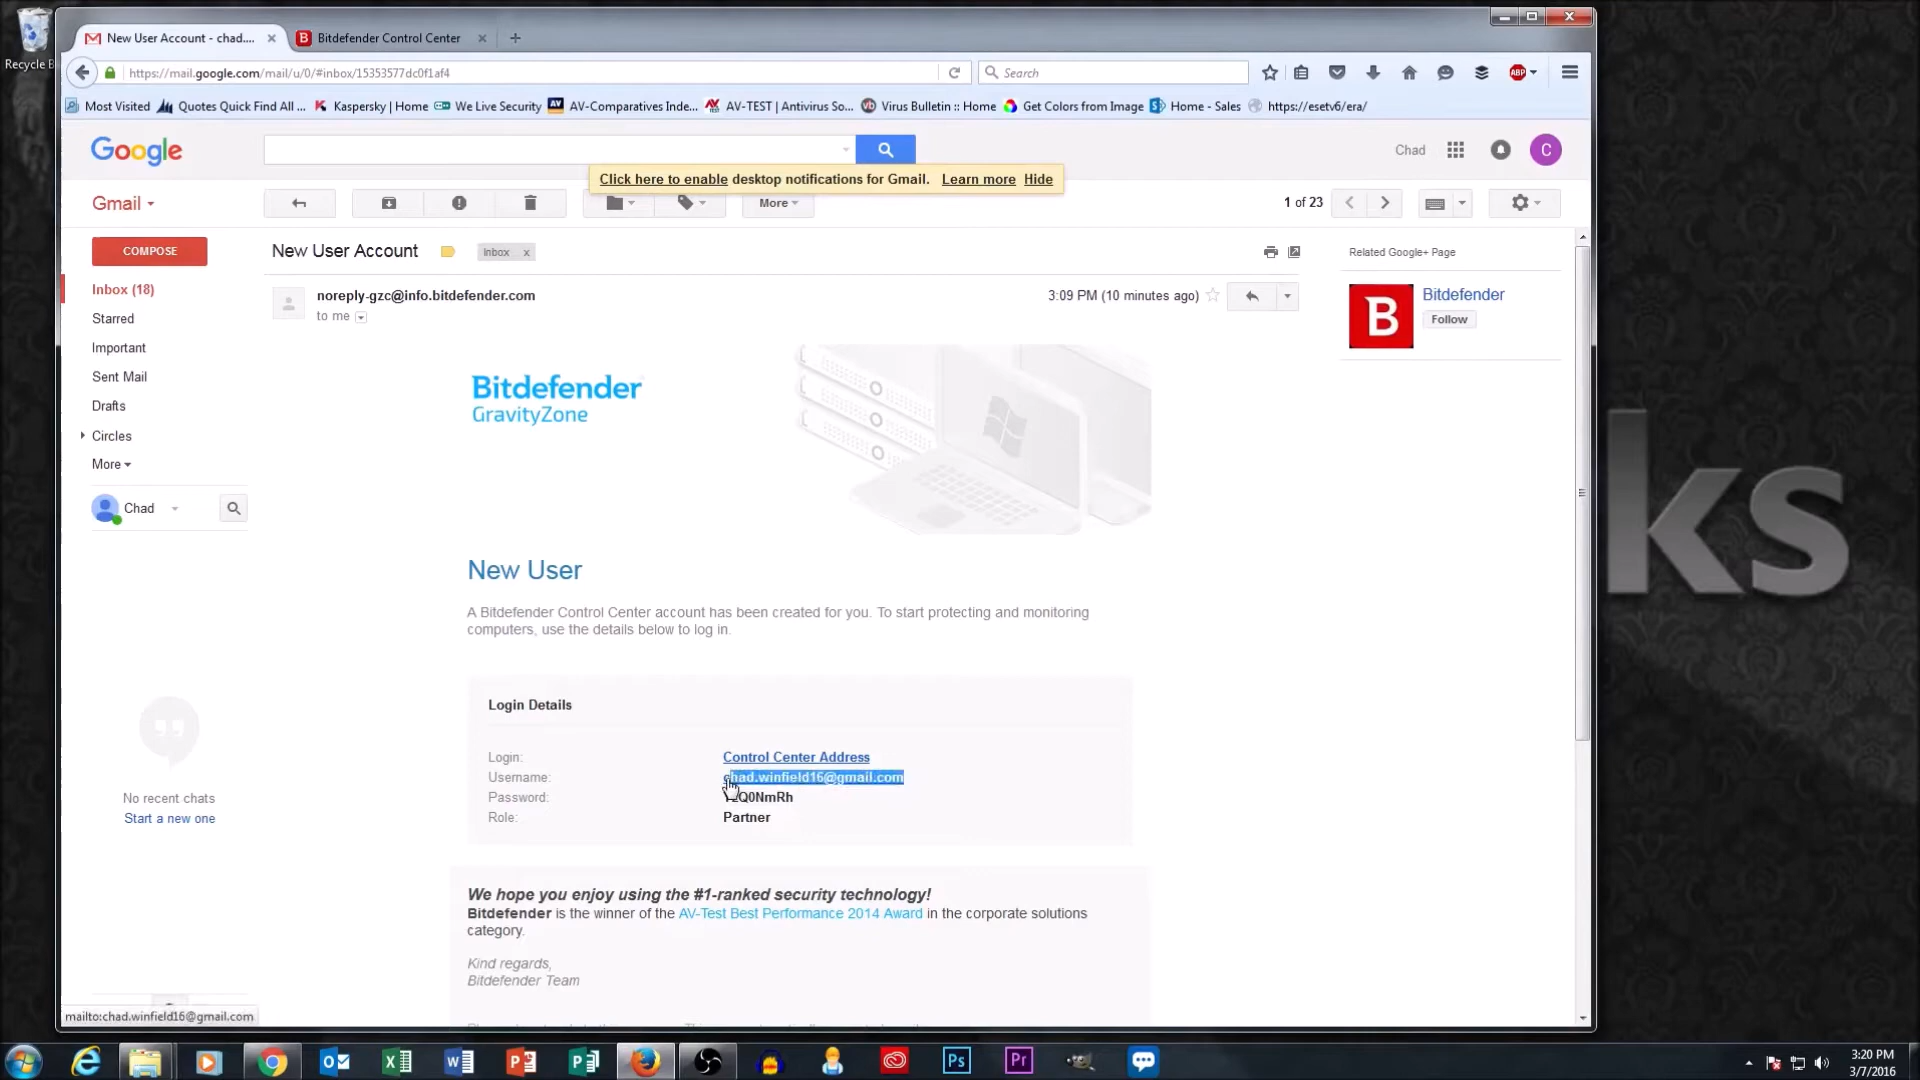 Recycle B
New User Account - chad....
Bitdefender Control Center
https://mail.google.com/mail/u/0/#inbox/15353577dc0f1af4
Search
ABP
Most Visited
Quotes Quick Find All ...
Kaspersky | Home
We Live Security
AV-Comparatives Inde...
AV-TEST | Antivirus So...
Virus Bulletin :: Home
Get Colors from Image
Home - Sales
https://esetv6/era/
Google
Chad
C
Click here to enable desktop notifications for Gmail. Learn more Hide
Gmail
More
1 of 23
COMPOSE
New User Account
Inbox x
Related Google+ Page
Inbox (18)
Starred
Important
Sent Mail
Drafts
Circles
More
Chad
noreply-gzc@info.bitdefender.com
to me
3:09 PM (10 minutes ago)
B
Bitdefender
Follow
Bitdefender
GravityZone
New User
A Bitdefender Control Center account has been created for you. To start protecting and monitoring
computers, use the details below to log in.
Login Details
Login: Control Center Address
Username: chad.winfield16@gmail.com
Password:
Role: Partner
No recent chats
Start a new one
We hope you enjoy using the #1-ranked security technology!
Bitdefender is the winner of the AV-Test Best Performance 2014 Award in the corporate solutions
category.
Kind regards,
Bitdefender Team
mailto:chad.winfield16@gmail.com
ks
Ps
Pr
3:20 PM
3/7/2016